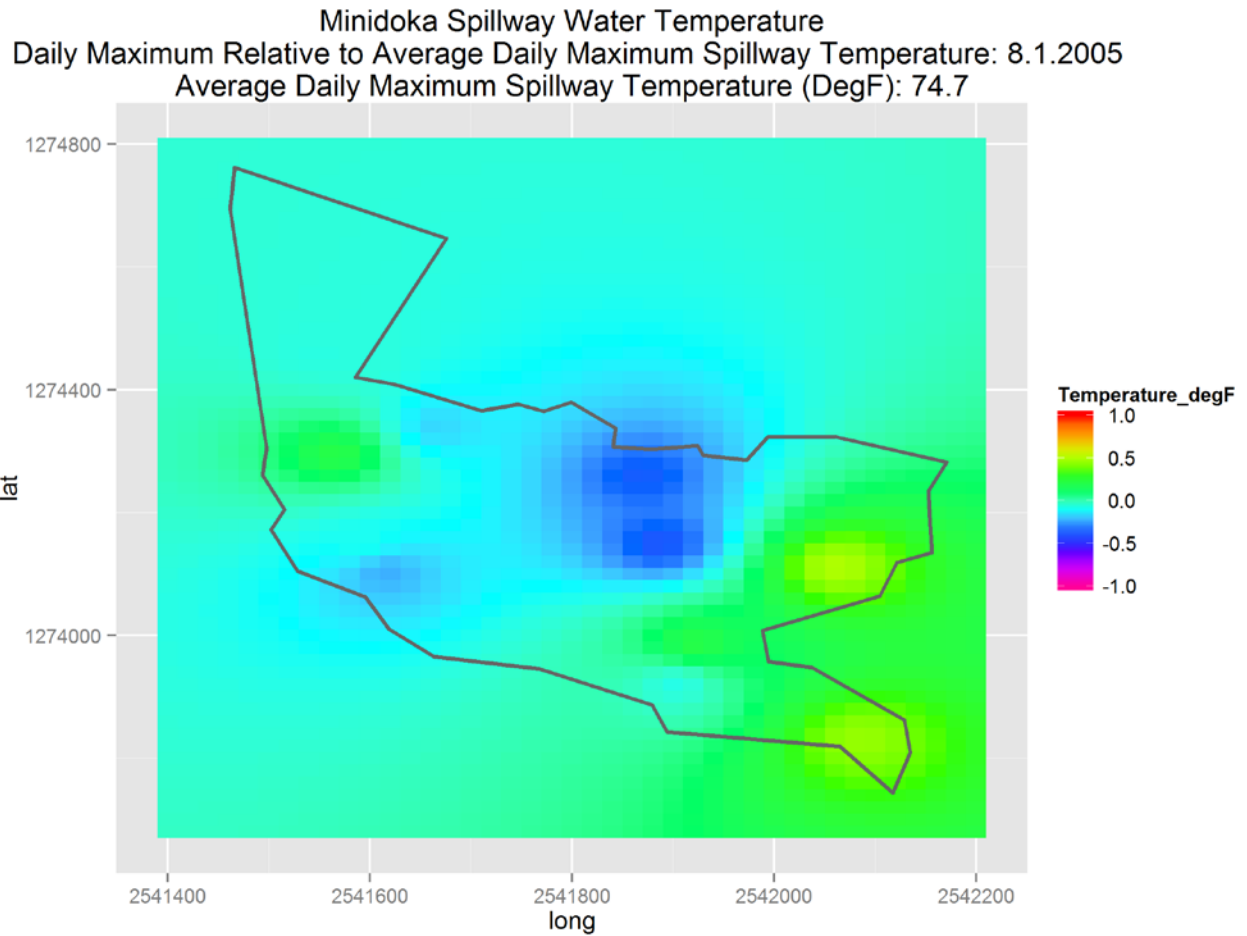 Minidoka Spillway Water Temperature
Daily Maximum Relative to Average Daily Maximum Spillway Temperature: 8.1.2005
Average Daily Maximum Spillway Temperature (DegF): 74.7
1274800
1274400
1274000
lat
2541400 2541600 2541800 2542000 2542200
long
Temperature_degF
1.0
0.5
0.0
-0.5
-1.0